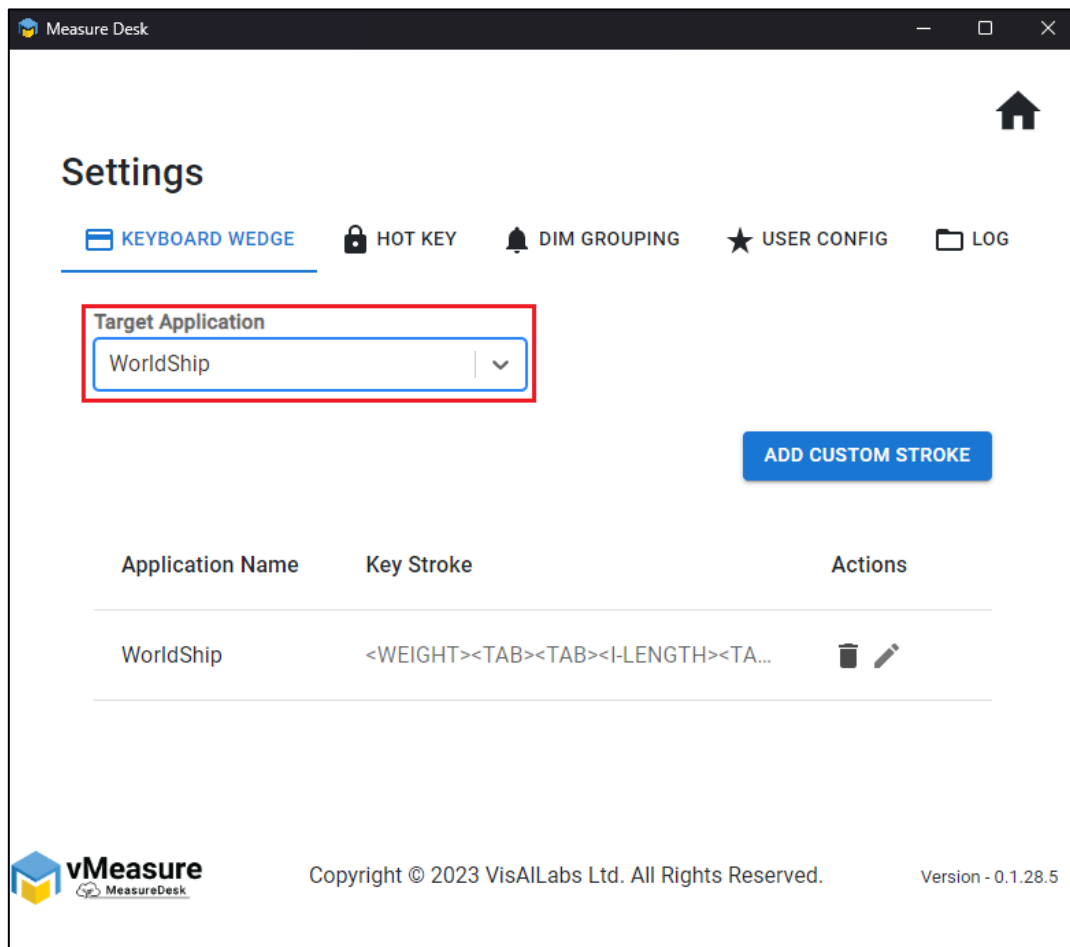 Measure Desk
Settings
KEYBOARD WEDGE HOT KEY DIM GROUPING USER CONFIG LOG
Target Application
WorldShip
ADD CUSTOM STROKE
Application Name Key Stroke Actions
WorldShip <WEIGHT><TAB><TAB><I-LENGTH><TA...
vMeasure
MeasureDesk
Copyright © 2023 VisAILabs Ltd. All Rights Reserved. Version - 0.1.28.5